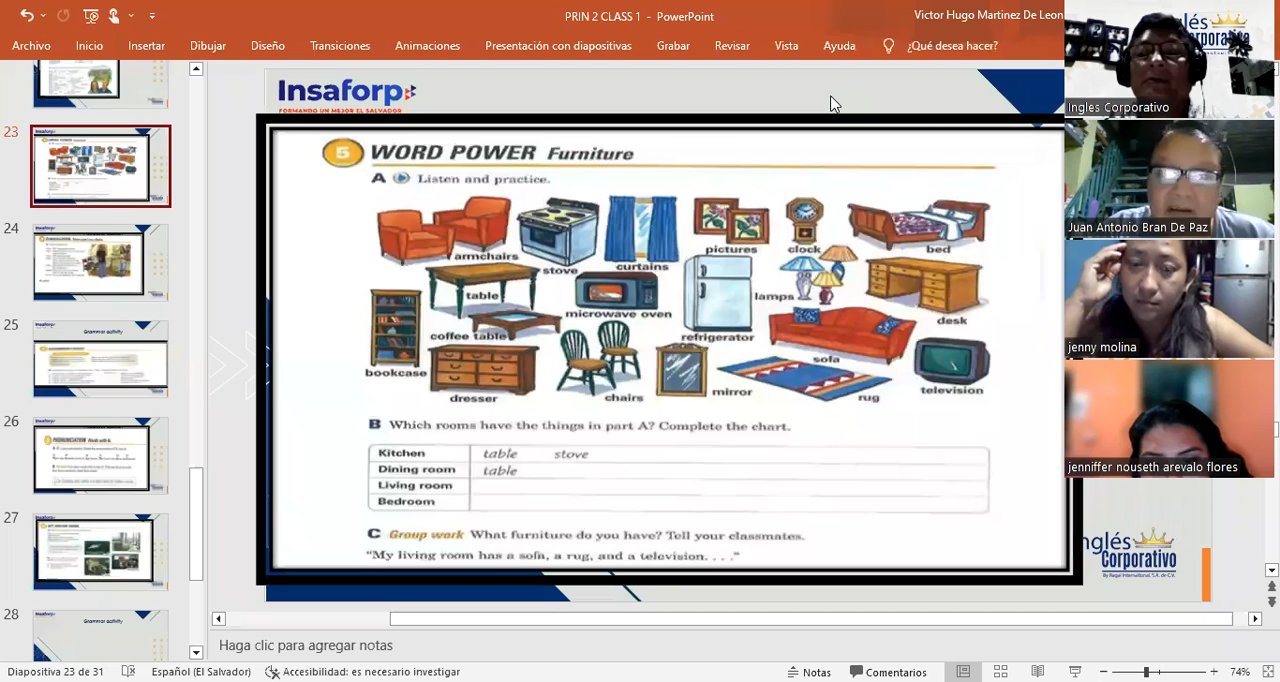 PRIN 2 CLASS 1 - PowerPoint
Victor Hugo Martinez De Leon
Archivo Inicio Insertar Dibujar Diseño Transiciones Animaciones Presentación con diapositivas Grabar Revisar Vista Ayuda ¿Qué desea hacer?
Ingles Corporativo
Juan Antonio Bran De Paz
jenny molina
jenniffer nouseth arevalo flores
23
24
25
Grammar activity
26
27
28
Grammar activity
Insaforp
FORMANDO UN MEJOR EL SALVADOR
5 WORD POWER Furniture
A Listen and practice.
armchairs
stove
curtains
pictures
clock
bed
table
microwave oven
lamps
desk
coffee table
refrigerator
sofa
bookcase
dresser
chairs
mirror
rug
television
B Which rooms have the things in part A? Complete the chart.
Kitchen table stove
Dining room table
Living room
Bedroom
C Group work What furniture do you have? Tell your classmates.
"My living room has a sofa, a rug, and a television. . . ."
nglés
Corporativo
Haga clic para agregar notas
Diapositiva 23 de 31 Español (El Salvador) Accesibilidad: es necesario investigar Notas Comentarios 74%